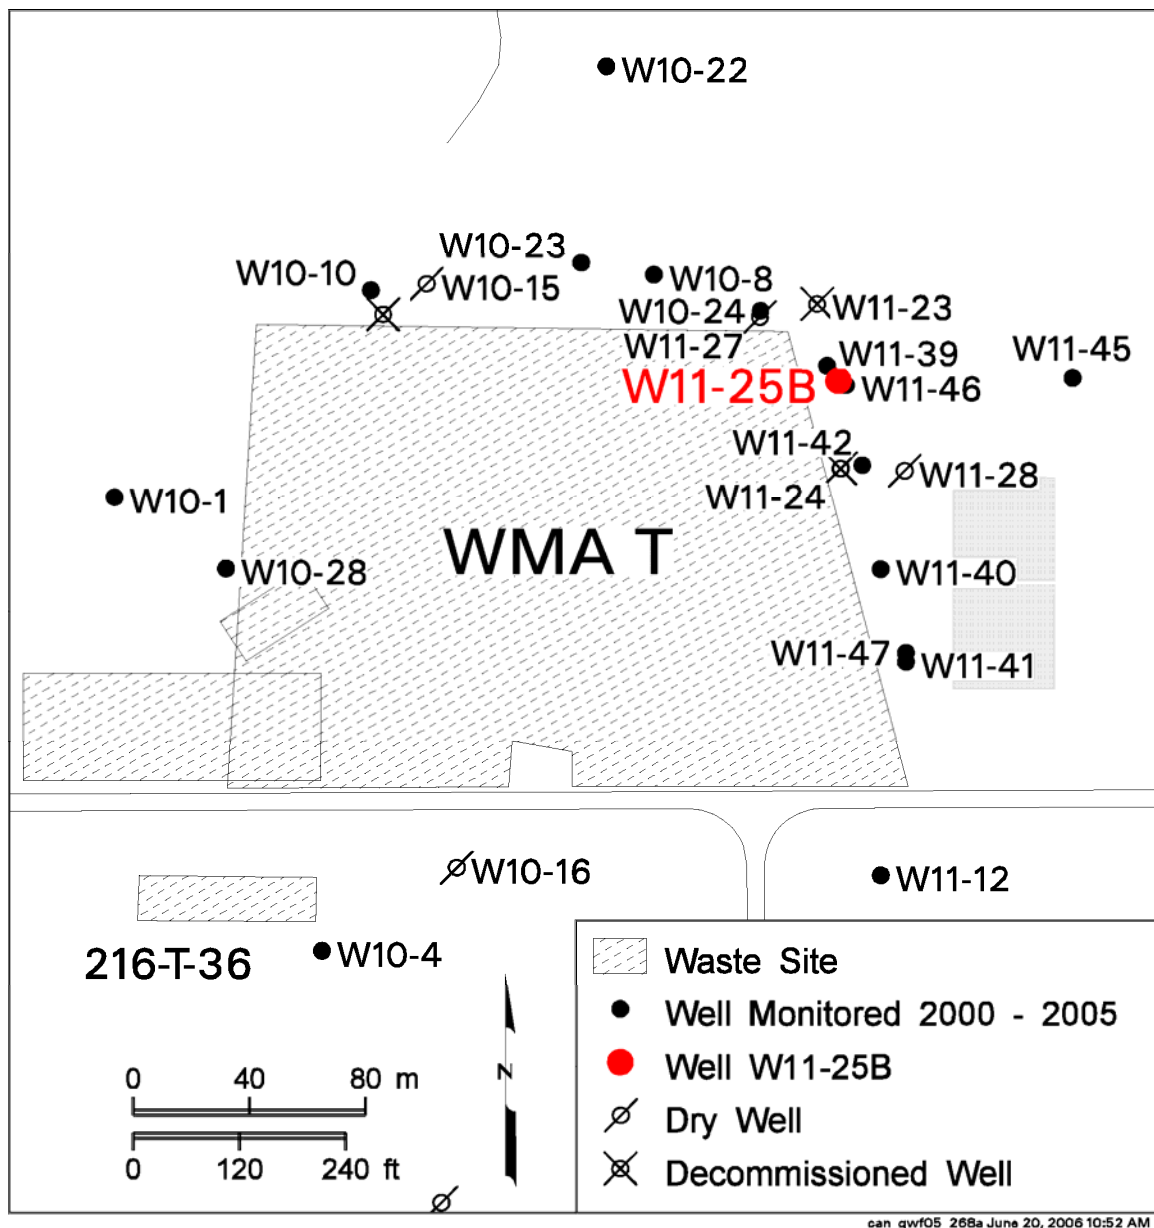 W10-22
W10-23
W10-10
W10-15
W10-8
W10-24
W11-23
W11-27
W11-39
W11-45
W11-25B
W11-46
W11-42
W11-28
W11-24
W10-1
WMA T
W10-28
W11-40
W11-47
W11-41
W10-16
W11-12
216-T-36
W10-4
Waste Site
Well Monitored 2000 - 2005
Well W11-25B
Dry Well
Decommissioned Well
0 40 80 m
0 120 240 ft
N
can_gwf05_268a June 20, 2006 10:52 AM